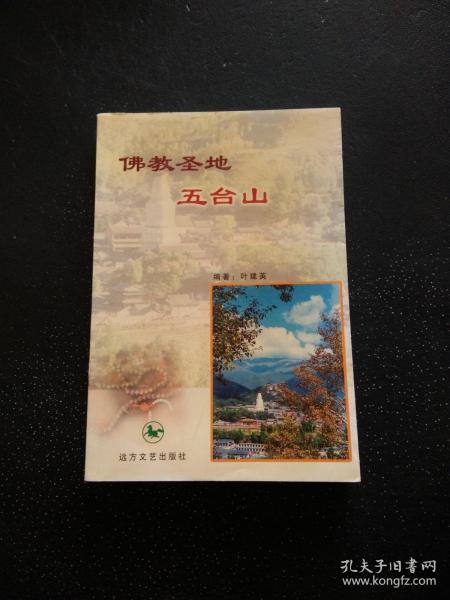 佛教圣地
五台山
编著：叶建英
远方文艺出版社
孔夫子旧书网
www.kongfz.com